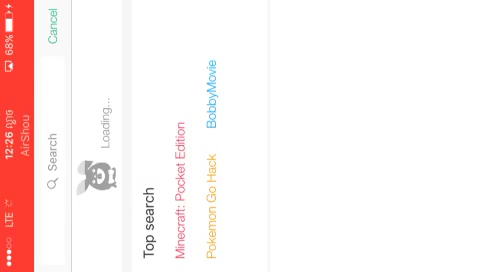 LTE 12:26 ល្ងាច 68%
AirShou
Search Cancel
Loading...
Top search
Minecraft: Pocket Edition
Pokemon Go Hack BobbyMovie